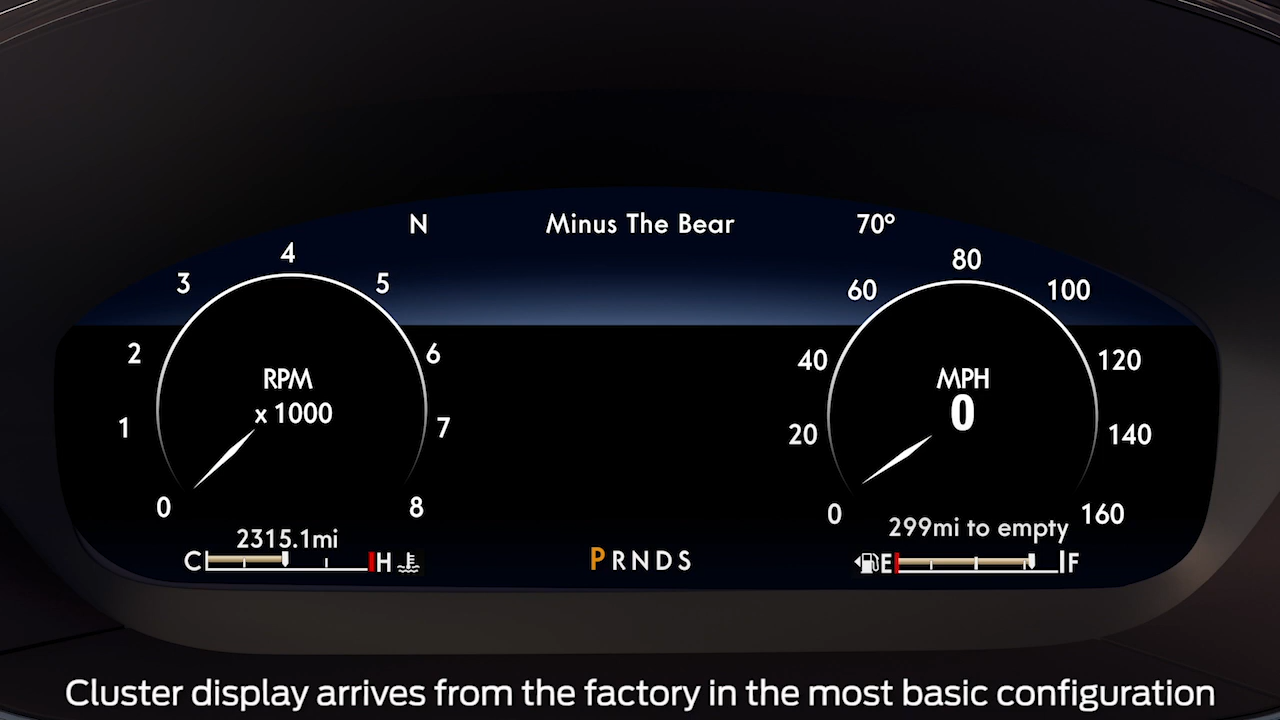 N Minus The Bear 70°
0 1 2 3 4 5 6 7 8
RPM
x 1000
0 20 40 60 80 100 120 140 160
MPH
0
2315.1mi
C H
PRNDS
299mi to empty
E F
Cluster display arrives from the factory in the most basic configuration